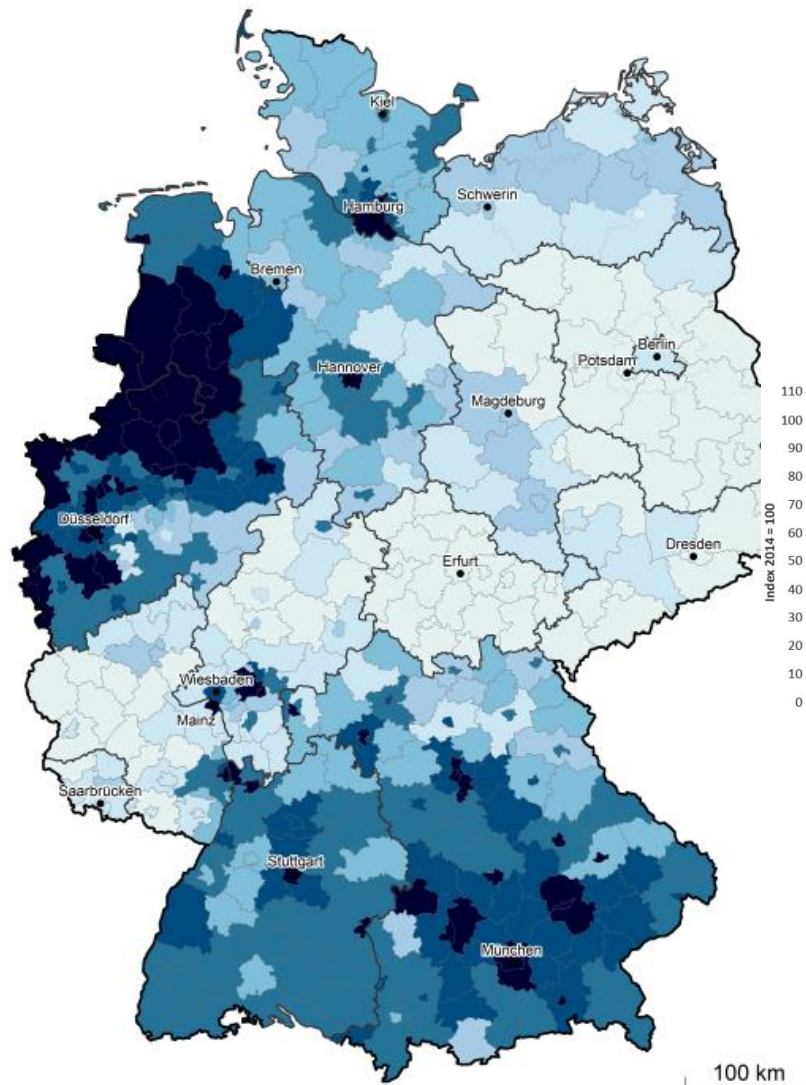 Kiel
Hamburg
Schwerin
Bremen
Berlin
Potsdam
Hannover
Magdeburg
Düsseldorf
Dresden
Erfurt
Wiesbaden
Mainz
Saarbrücken
Stuttgart
München
110
100
90
80
70
60
50
40
30
20
10
0
Index 2014 = 100
100 km